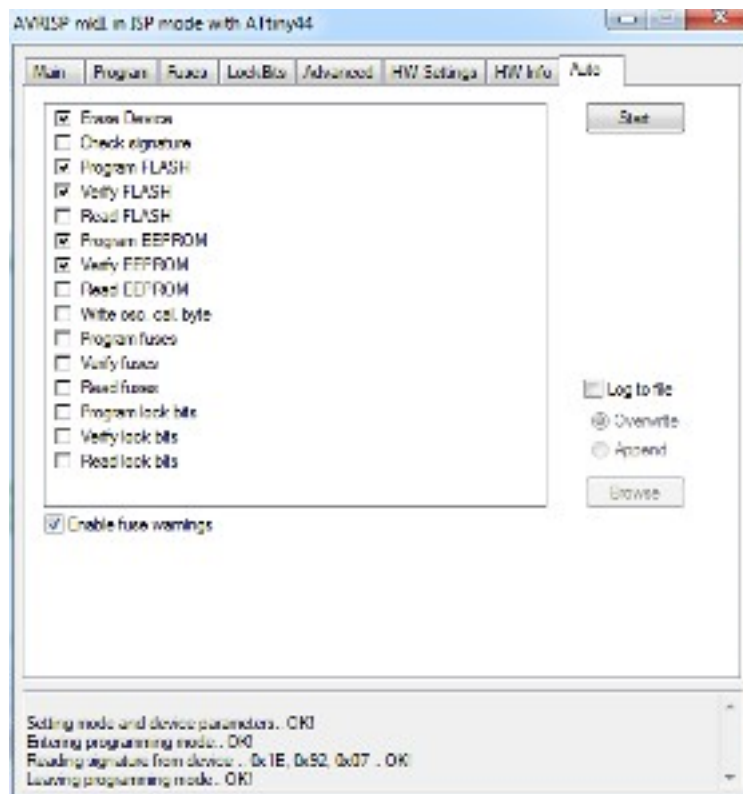 AVRISP mkII in ISP mode with ATtiny44
Main Program Fuses LockBits Advanced HW Settings HW Info Auto
Erase Device
Start
Check signature
Program FLASH
Verify FLASH
Read FLASH
Program EEPROM
Verify EEPROM
Read EEPROM
Write osc. cal. byte
Program fuses
Verify fuses
Read fuses
Log to file
Program lock bits
Overwrite
Verify lock bits
Append
Read lock bits
Browse
Enable fuse warnings
Setting mode and device parameters.. OK!
Entering programming mode.. OK!
Reading signature from device .. 0x1E, 0x92, 0x07 .. OK!
Leaving programming mode.. OK!